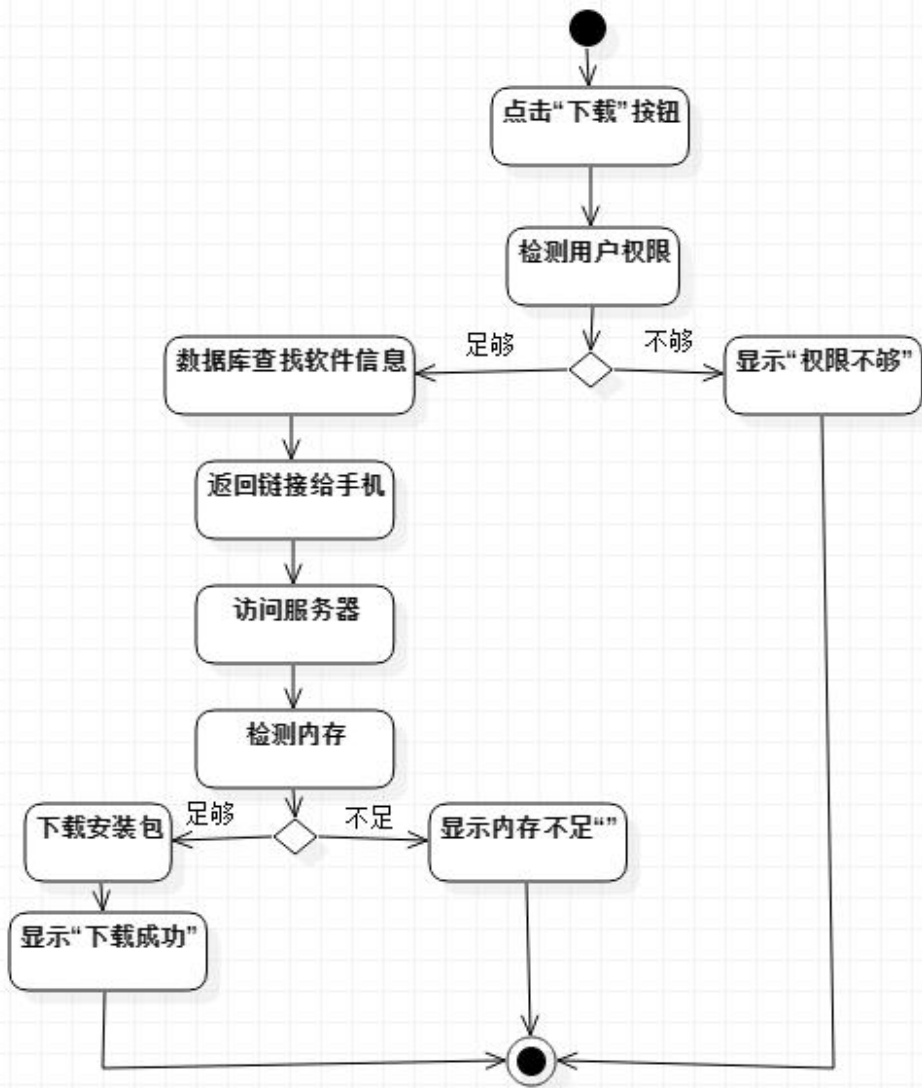 点击“下载”按钮
检测用户权限
足够
不够
数据库查找软件信息
显示“权限不够”
返回链接给手机
访问服务器
检测内存
足够
不足
下载安装包
显示内存不足“”
显示“下载成功”